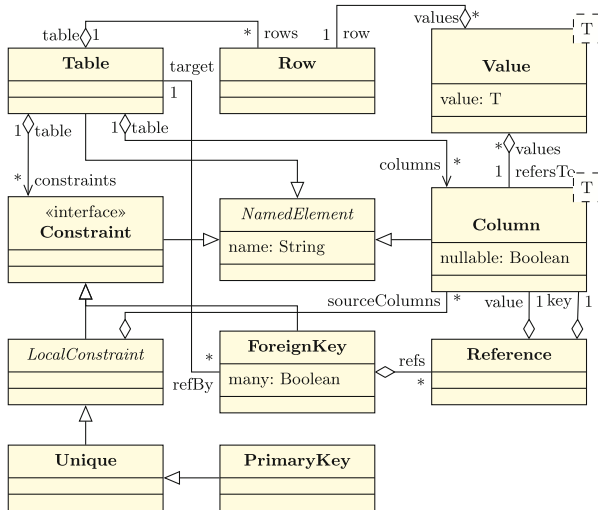 values *
T
table 1
* rows
1 row
Table
Row
Value
value: T
target
1
1 table
1 table
* values
columns *
1 refersTo
T
* constraints
«interface»
Constraint
NamedElement
name: String
Column
nullable: Boolean
sourceColumns *
value 1 key 1
LocalConstraint
ForeignKey
many: Boolean
*
refBy
refs
*
Reference
Unique
PrimaryKey